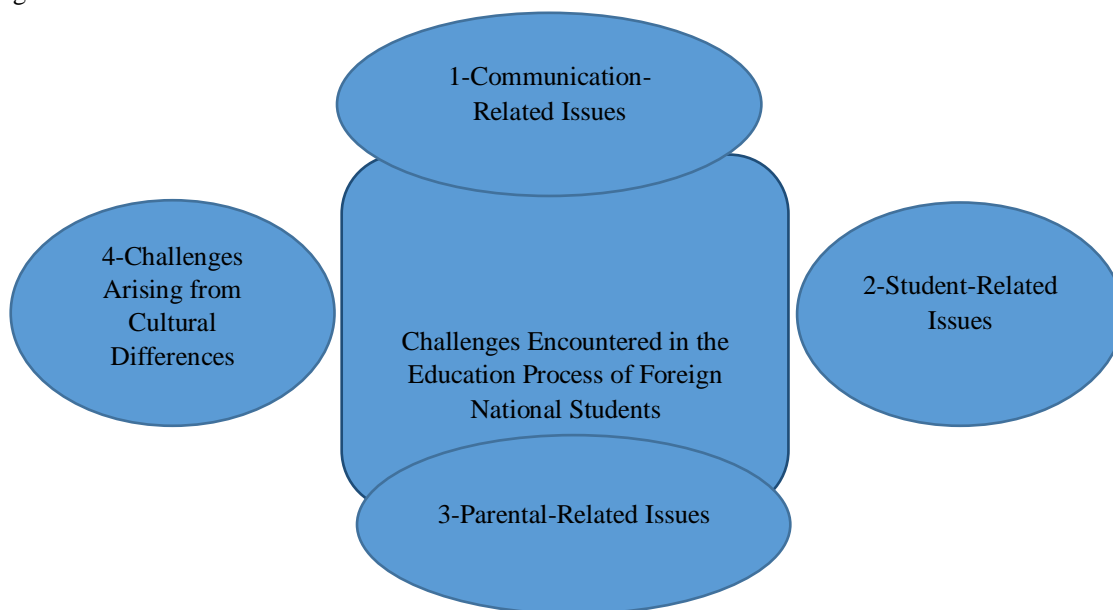 1-Communication-
Related Issues
4-Challenges
Arising from
Cultural
Differences
2-Student-Related
Issues
Challenges Encountered in the
Education Process of Foreign
National Students
3-Parental-Related Issues